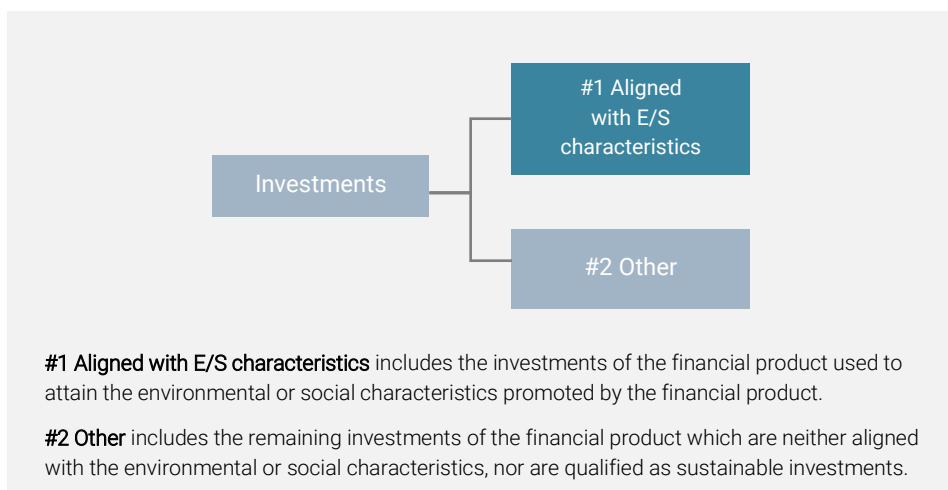 #1 Aligned
with E/S
characteristics
Investments
#2 Other
#1 Aligned with E/S characteristics includes the investments of the financial product used to
attain the environmental or social characteristics promoted by the financial product.
#2 Other includes the remaining investments of the financial product which are neither aligned
with the environmental or social characteristics, nor are qualified as sustainable investments.